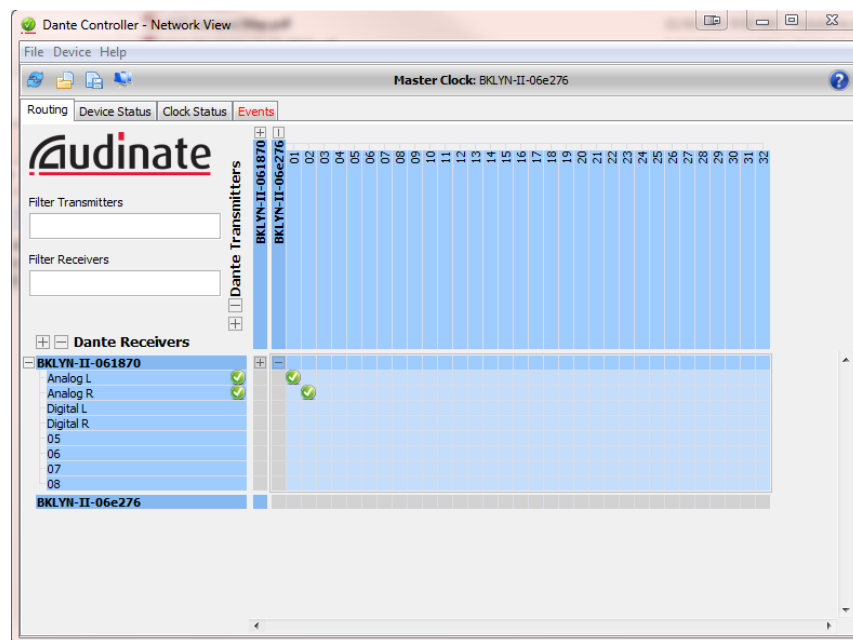 Dante Controller - Network View
File Device Help
Master Clock: BKLYN-II-06e276
Routing Device Status Clock Status Events
Audinate
Filter Transmitters
Filter Receivers
Dante Transmitters
BKLYN-II-061870
BKLYN-II-06e276
01 02 03 04 05 06 07 08 09 10 11 12 13 14 15 16 17 18 19 20 21 22 23 24 25 26 27 28 29 30 31 32
Dante Receivers
BKLYN-II-061870
Analog L
Analog R
Digital L
Digital R
05
06
07
08
BKLYN-II-06e276